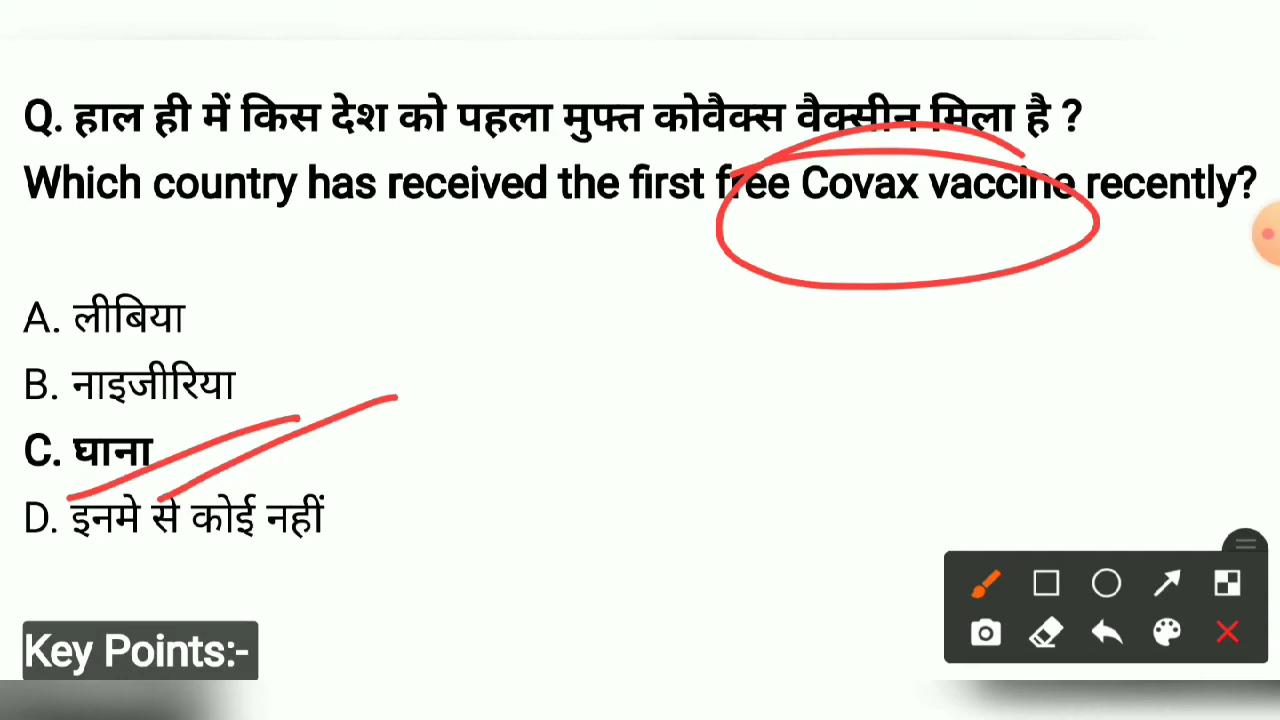 Q. हाल ही में किस देश को पहला मुफ्त कोवैक्स वैक्सीन मिला है ?
Which country has received the first free Covax vaccine recently?
A. लीबिया
B. नाइजीरिया
C. घाना
D. इनमे से कोई नहीं
Key Points:-